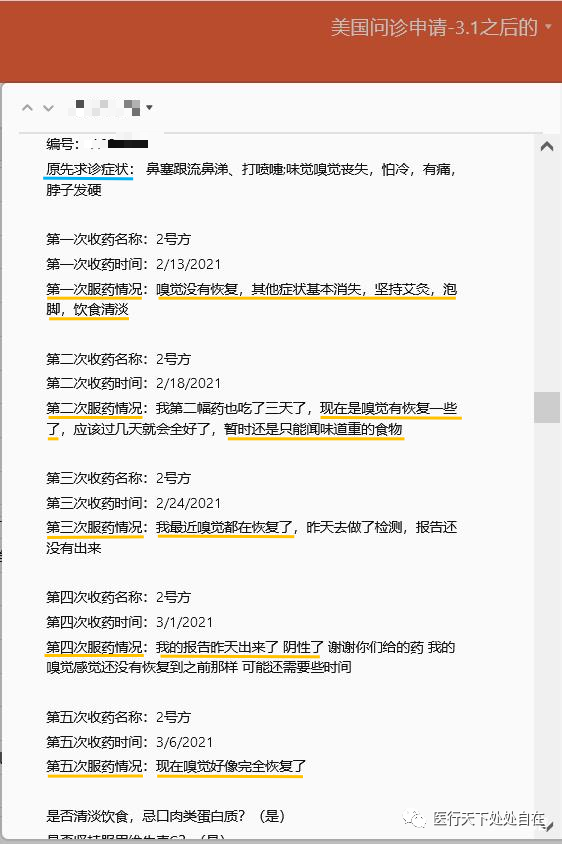 美国问诊申请-3.1之后的
编号：
原先求诊症状： 鼻塞跟流鼻涕、打喷嚏:味觉嗅觉丧失，怕冷，有痛，
脖子发硬
第一次收药名称：2号方
第一次收药时间：2/13/2021
第一次服药情况：嗅觉没有恢复，其他症状基本消失，坚持艾灸，泡
脚，饮食清淡
第二次收药名称：2号方
第二次收药时间：2/18/2021
第二次服药情况：我第二幅药也吃了三天了，现在是嗅觉有恢复一些
了，应该过几天就会全好了，暂时还是只能闻味道重的食物
第三次收药名称：2号方
第三次收药时间：2/24/2021
第三次服药情况：我最近嗅觉都在恢复了，昨天去做了检测，报告还
没有出来
第四次收药名称：2号方
第四次收药时间：3/1/2021
第四次服药情况：我的报告昨天出来了 阴性了 谢谢你们给的药 我的
嗅觉感觉还没有恢复到之前那样 可能还需要些时间
第五次收药名称：2号方
第五次收药时间：3/6/2021
第五次服药情况：现在嗅觉好像完全恢复了
是否清淡饮食，忌口肉类蛋白质？（是）
医行天下处处自在